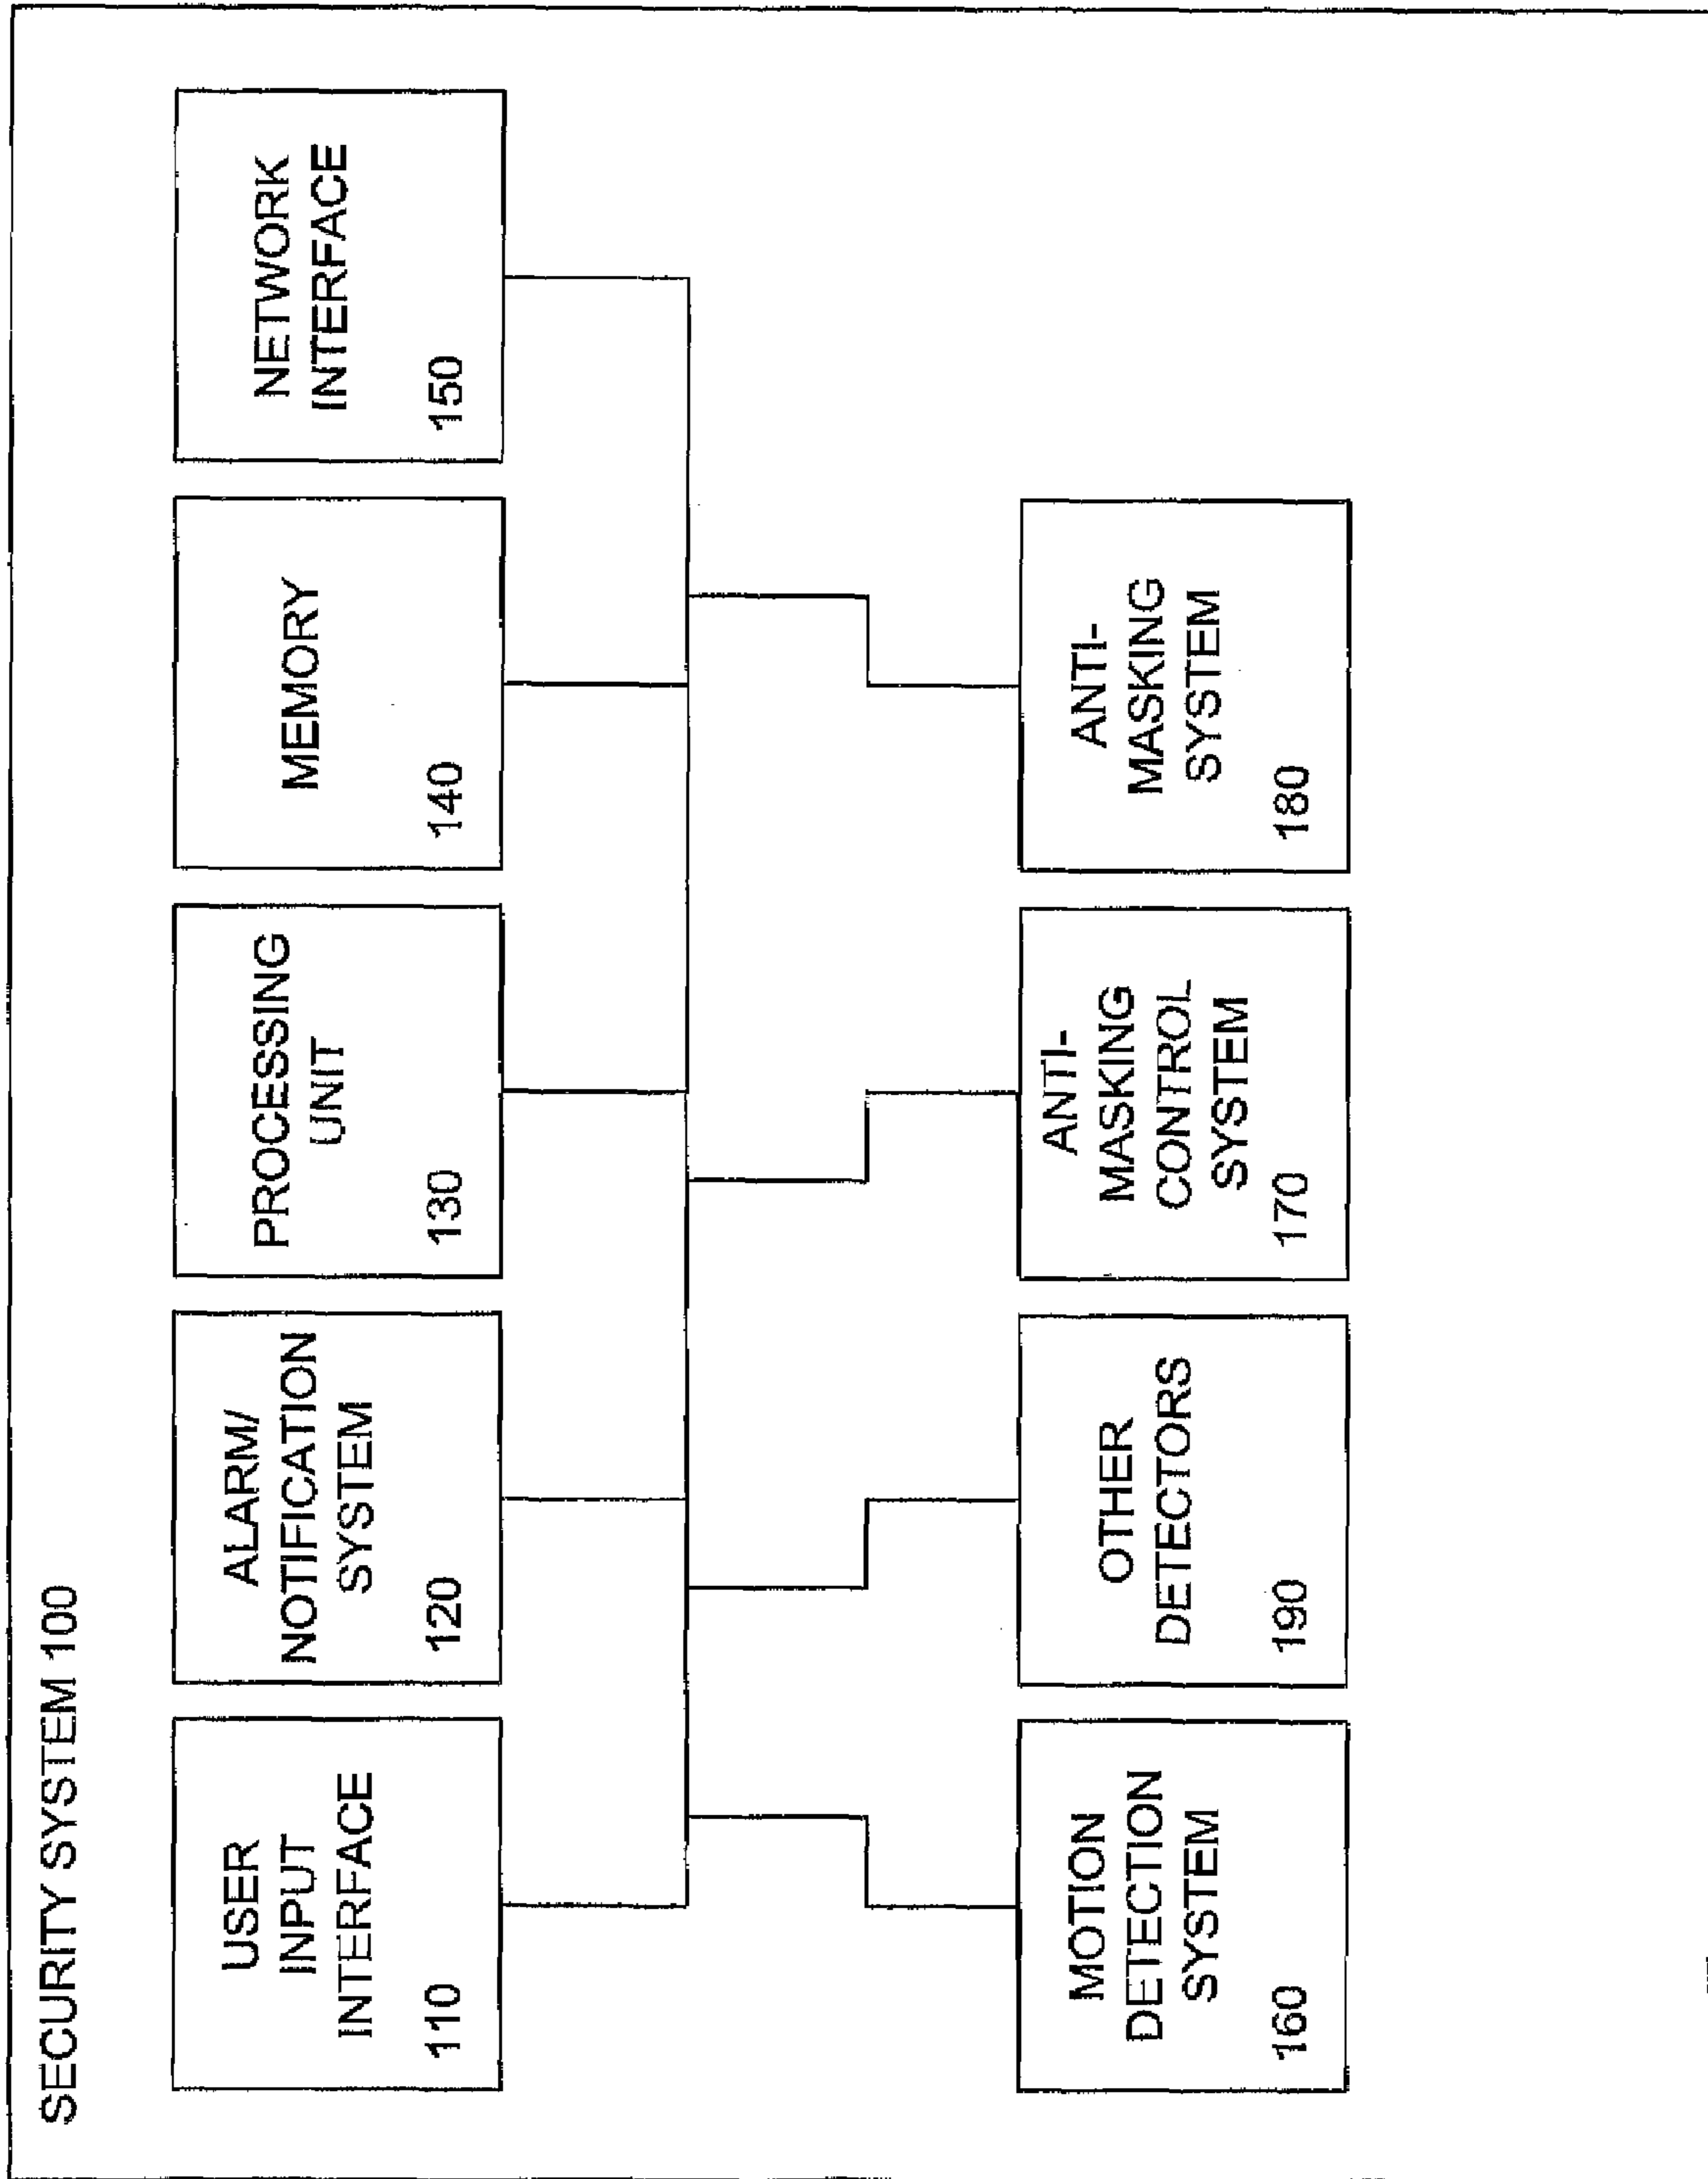 SECURITY SYSTEM 100
USER
INPUT
INTERFACE
110
ALARM/
NOTIFICATION
SYSTEM
120
PROCESSING
UNIT
130
MEMORY
140
NETWORK
INTERFACE
150
MOTION
DETECTION
SYSTEM
160
OTHER
DETECTORS
190
ANTI-
MASKING
CONTROL
SYSTEM
170
ANTI-
MASKING
SYSTEM
180